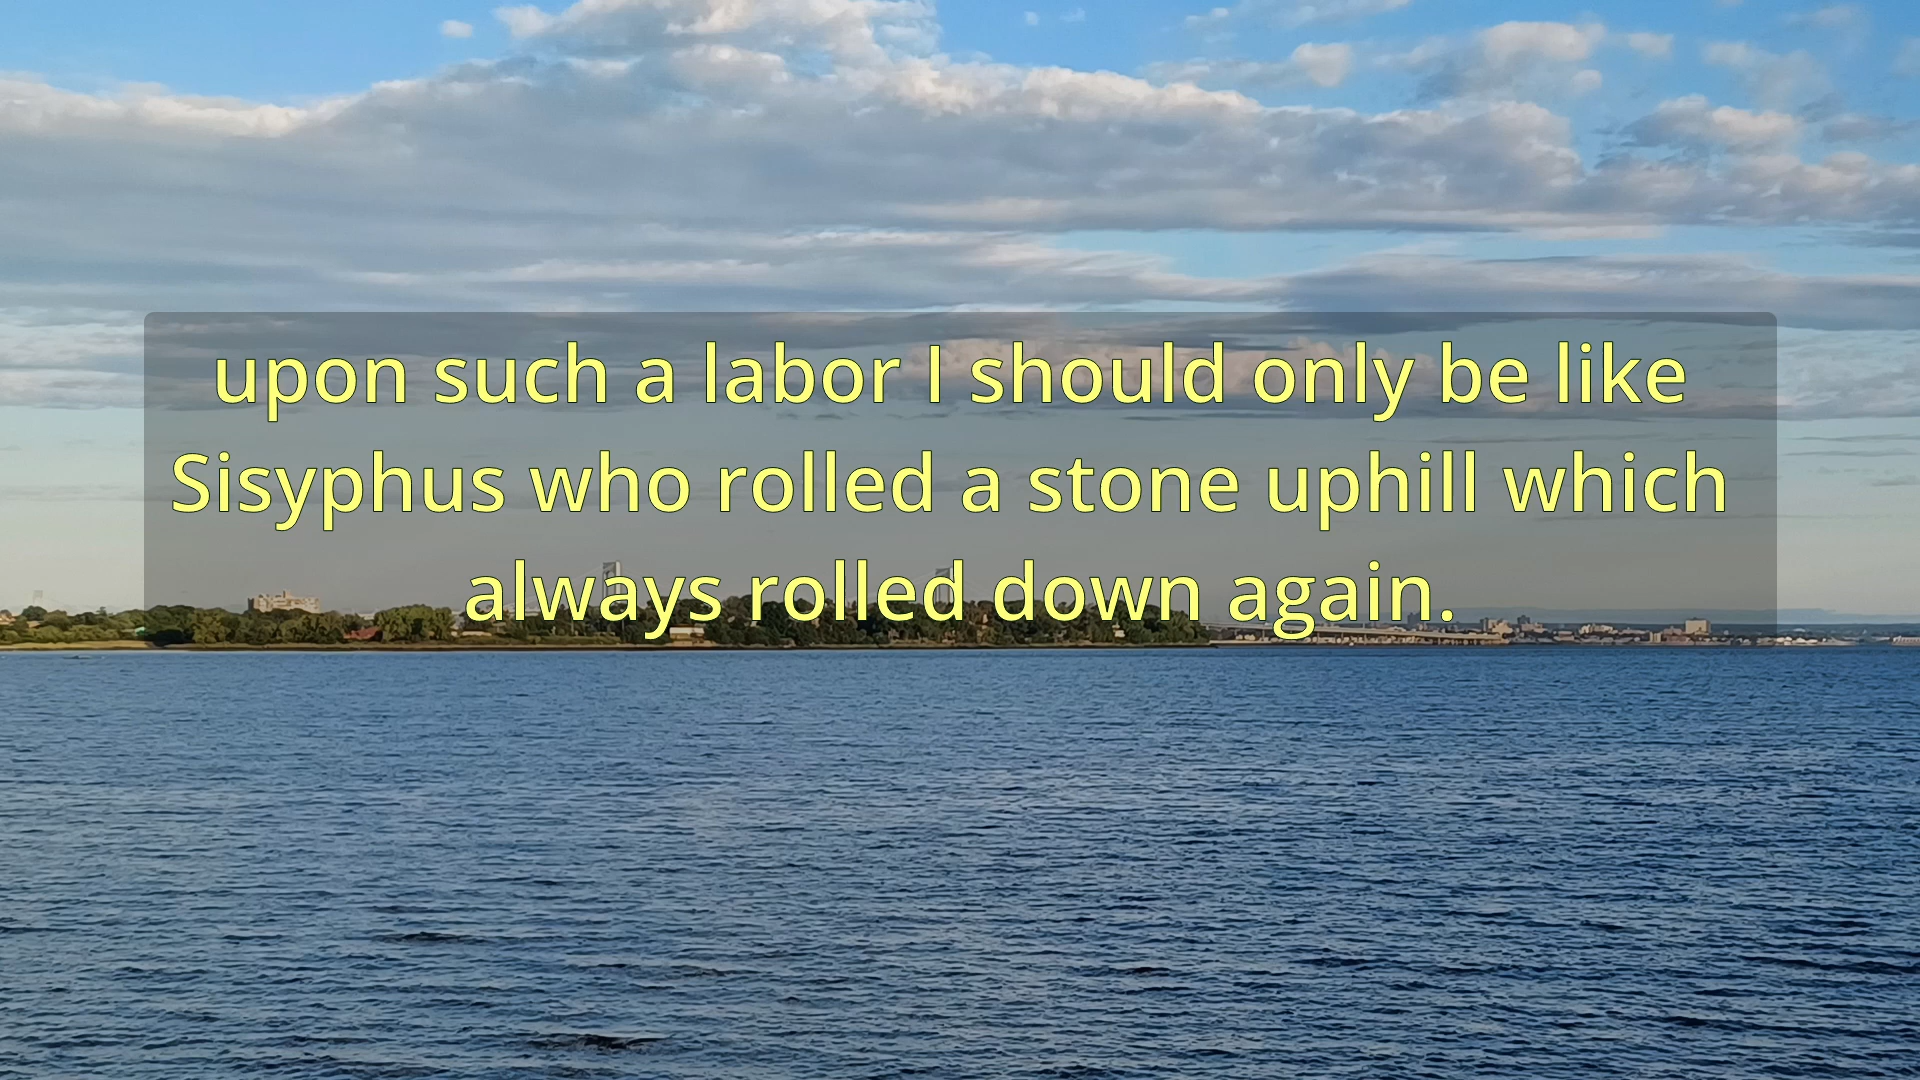 upon such a labor I should only be like
Sisyphus who rolled a stone uphill which
always rolled down again.